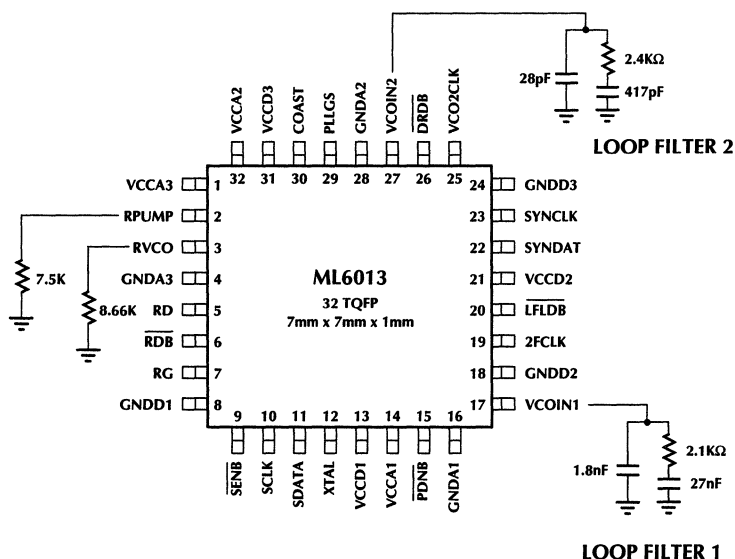 2.4KΩ
28pF
417pF
LOOP FILTER 2
VCCA2
VCCD3
COAST
PLLGS
GNDA2
VCOIN2
DRDB
VCO2CLK
32 31 30 29 28 27 26 25
VCCA3 1
RPUMP 2
RVCO 3
GNDA3 4
RD 5
RDB 6
RG 7
GNDD1 8
7.5K
8.66K
ML6013
32 TQFP
7mm x 7mm x 1mm
24 GNDD3
23 SYNCLK
22 SYNDAT
21 VCCD2
20 LFLDB
19 2FCLK
18 GNDD2
17 VCOIN1
9 10 11 12 13 14 15 16
SENB
SCLK
SDATA
XTAL
VCCD1
VCCA1
PDNB
GNDA1
2.1KΩ
1.8nF
27nF
LOOP FILTER 1